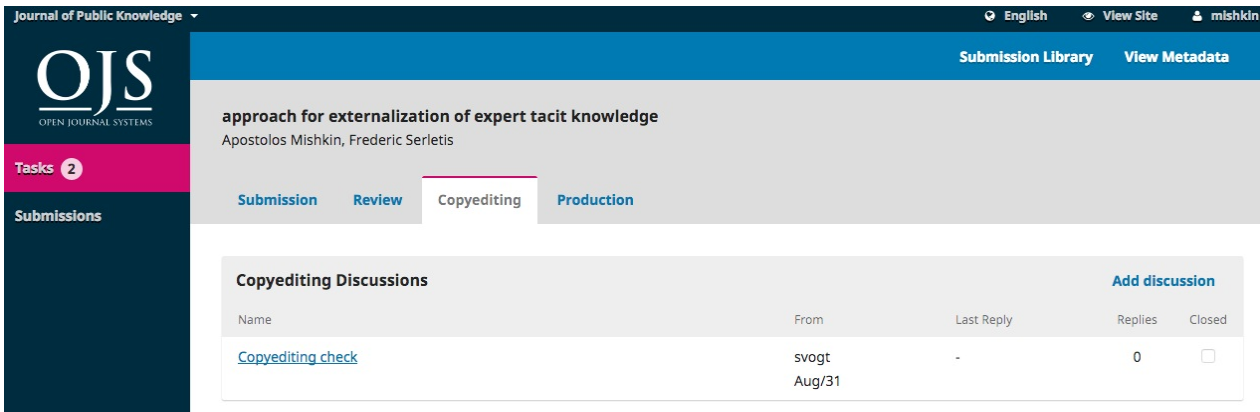 Journal of Public Knowledge
English View Site mishkin
OJS
OPEN JOURNAL SYSTEMS
Submission Library View Metadata
approach for externalization of expert tacit knowledge
Apostolos Mishkin, Frederic Serletis
Tasks 2
Submissions
Submission Review Copyediting Production
Copyediting Discussions Add discussion
Name From Last Reply Replies Closed
Copyediting check svogt - 0
Aug/31